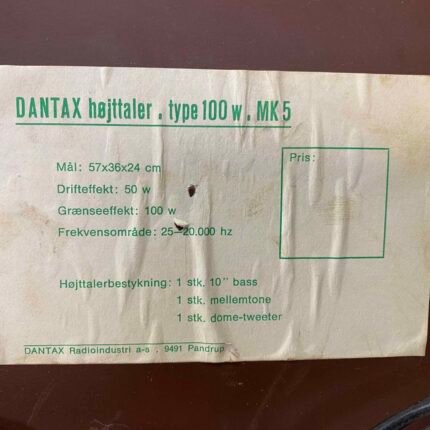 DANTAX højttaler . type 100 w . MK 5
Pris:
Mål: 57x36x24 cm
Drifteffekt: 50 w
Grænseeffekt: 100 w
Frekvensområde: 25–20.000 hz
Højttalerbestykning: 1 stk. 10" bass
1 stk. mellemtone
1 stk. dome-tweeter
DANTAX Radioindustri a-s . 9491 Pandrup